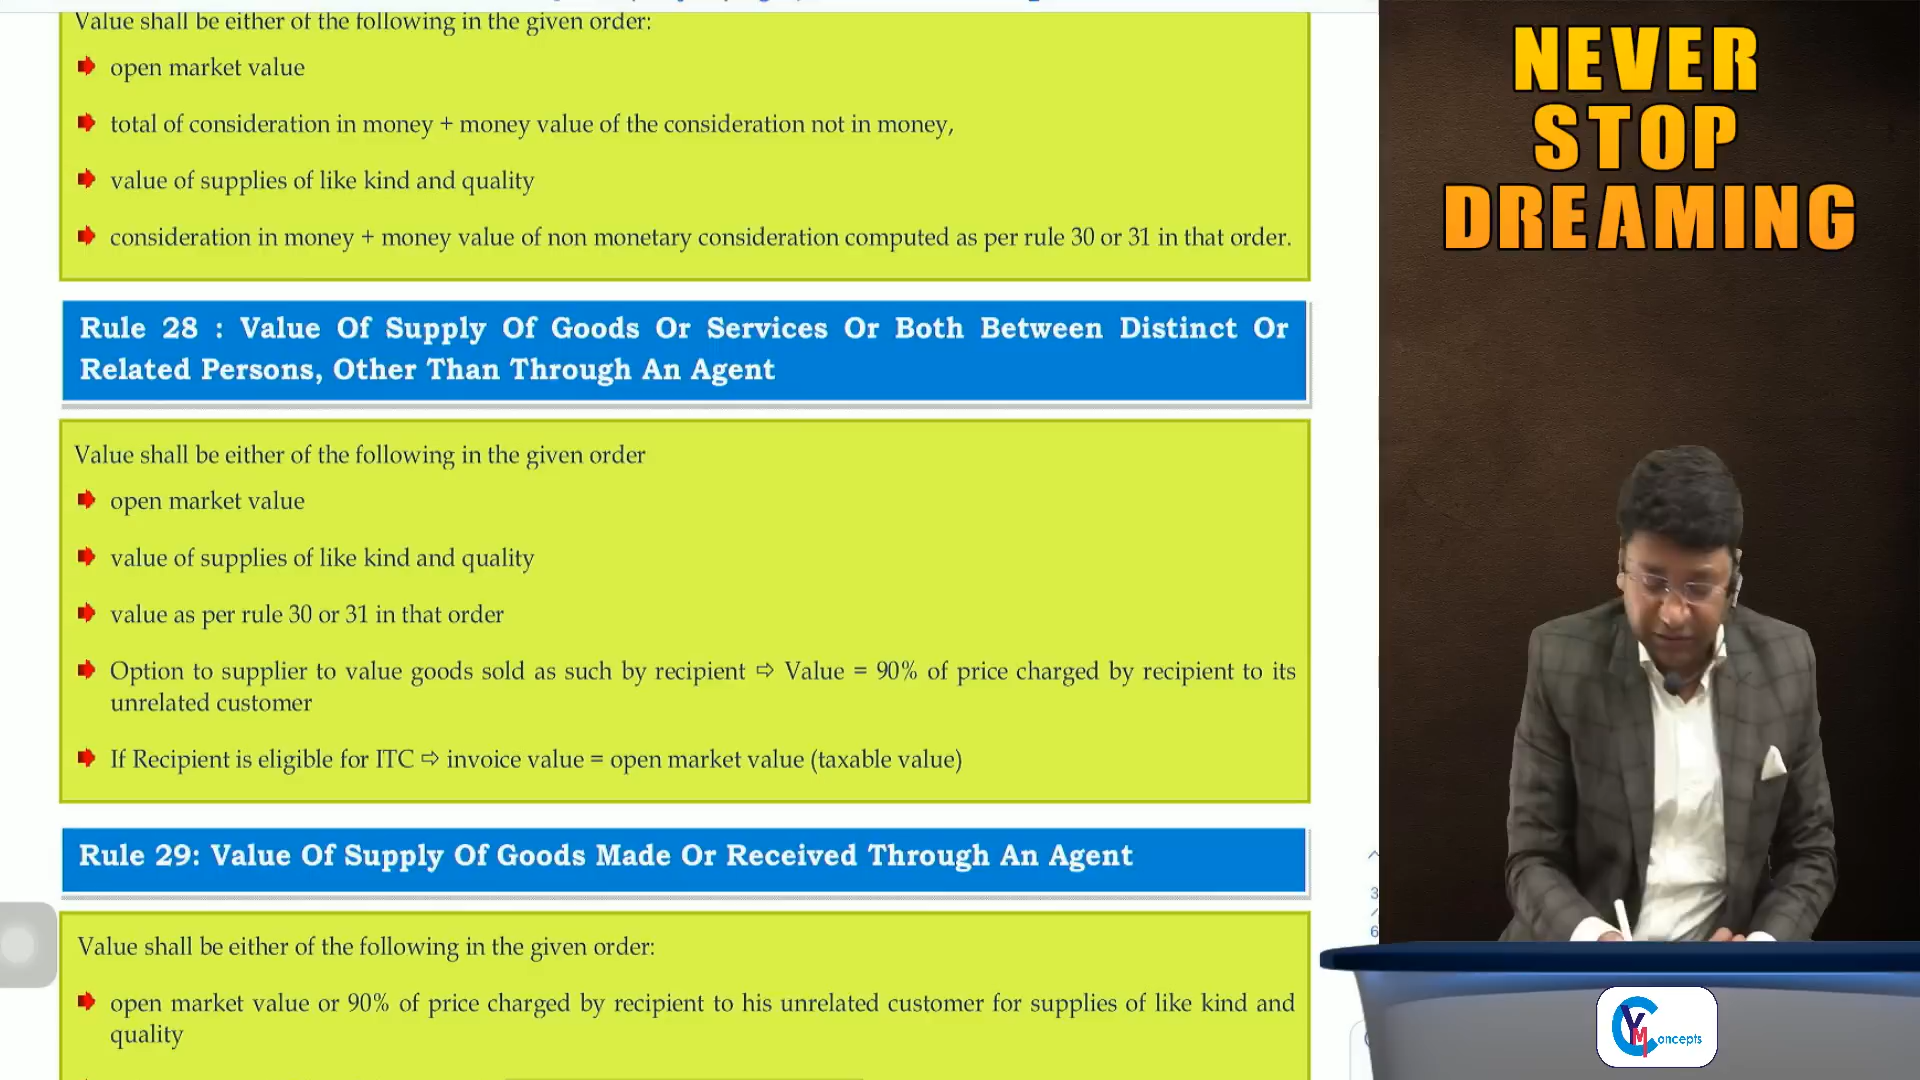 Value shall be either of the following in the given order:
open market value
total of consideration in money + money value of the consideration not in money,
value of supplies of like kind and quality
consideration in money + money value of non monetary consideration computed as per rule 30 or 31 in that order.
Rule 28 : Value Of Supply Of Goods Or Services Or Both Between Distinct Or
Related Persons, Other Than Through An Agent
Value shall be either of the following in the given order
open market value
value of supplies of like kind and quality
value as per rule 30 or 31 in that order
Option to supplier to value goods sold as such by recipient ⇨ Value = 90% of price charged by recipient to its
unrelated customer
If Recipient is eligible for ITC ⇨ invoice value = open market value (taxable value)
Rule 29: Value Of Supply Of Goods Made Or Received Through An Agent
Value shall be either of the following in the given order:
open market value or 90% of price charged by recipient to his unrelated customer for supplies of like kind and
quality
3
6
NEVER
STOP
DREAMING
VM Concepts